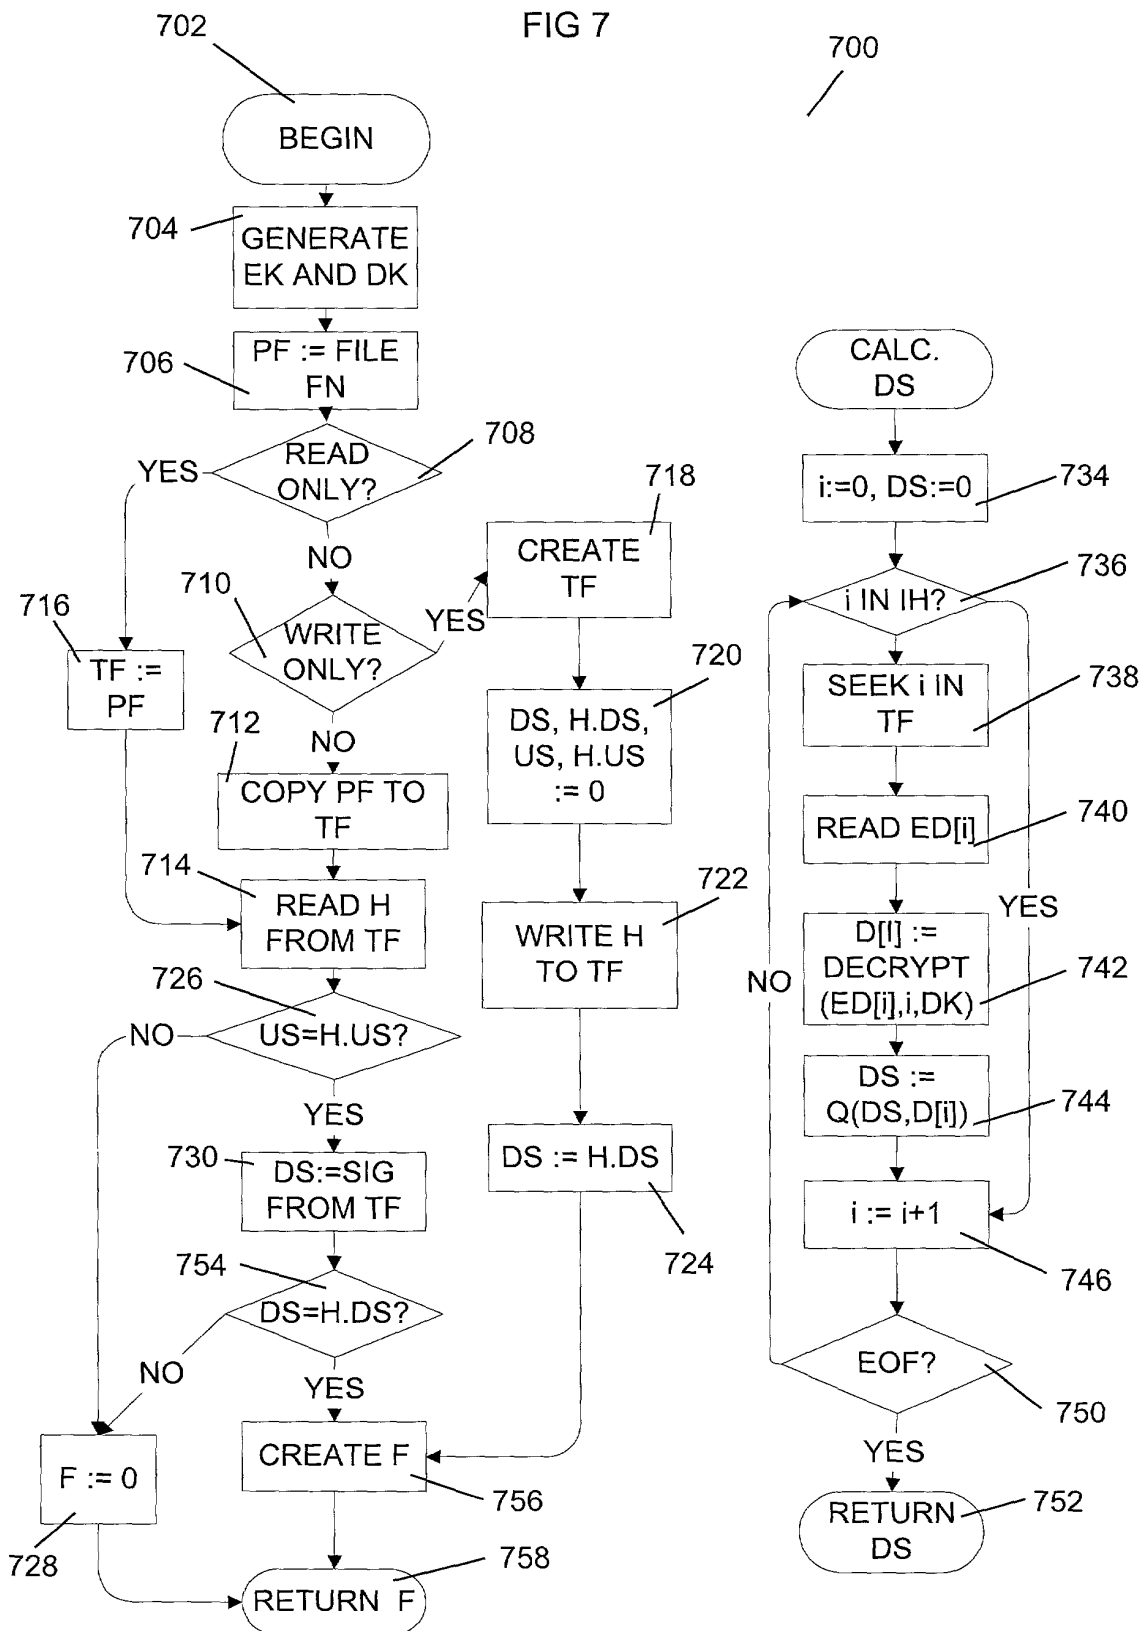 FIG 7
702
700
BEGIN
704
GENERATE
EK AND DK
706
PF := FILE
FN
708
READ
ONLY?
YES
NO
710
WRITE
ONLY?
YES
NO
716
TF :=
PF
712
COPY PF TO
TF
714
READ H
FROM TF
726
US=H.US?
NO
YES
730
DS:=SIG
FROM TF
754
DS=H.DS?
NO
YES
F := 0
728
CREATE F
756
758
RETURN F
718
CREATE
TF
720
DS, H.DS,
US, H.US
:= 0
722
WRITE H
TO TF
DS := H.DS
724
CALC.
DS
734
i:=0, DS:=0
736
i IN IH?
YES
738
SEEK i IN
TF
740
READ ED[i]
742
D[I] :=
DECRYPT
(ED[i],i,DK)
744
DS :=
Q(DS,D[i])
i := i+1
746
NO
EOF?
750
YES
752
RETURN
DS